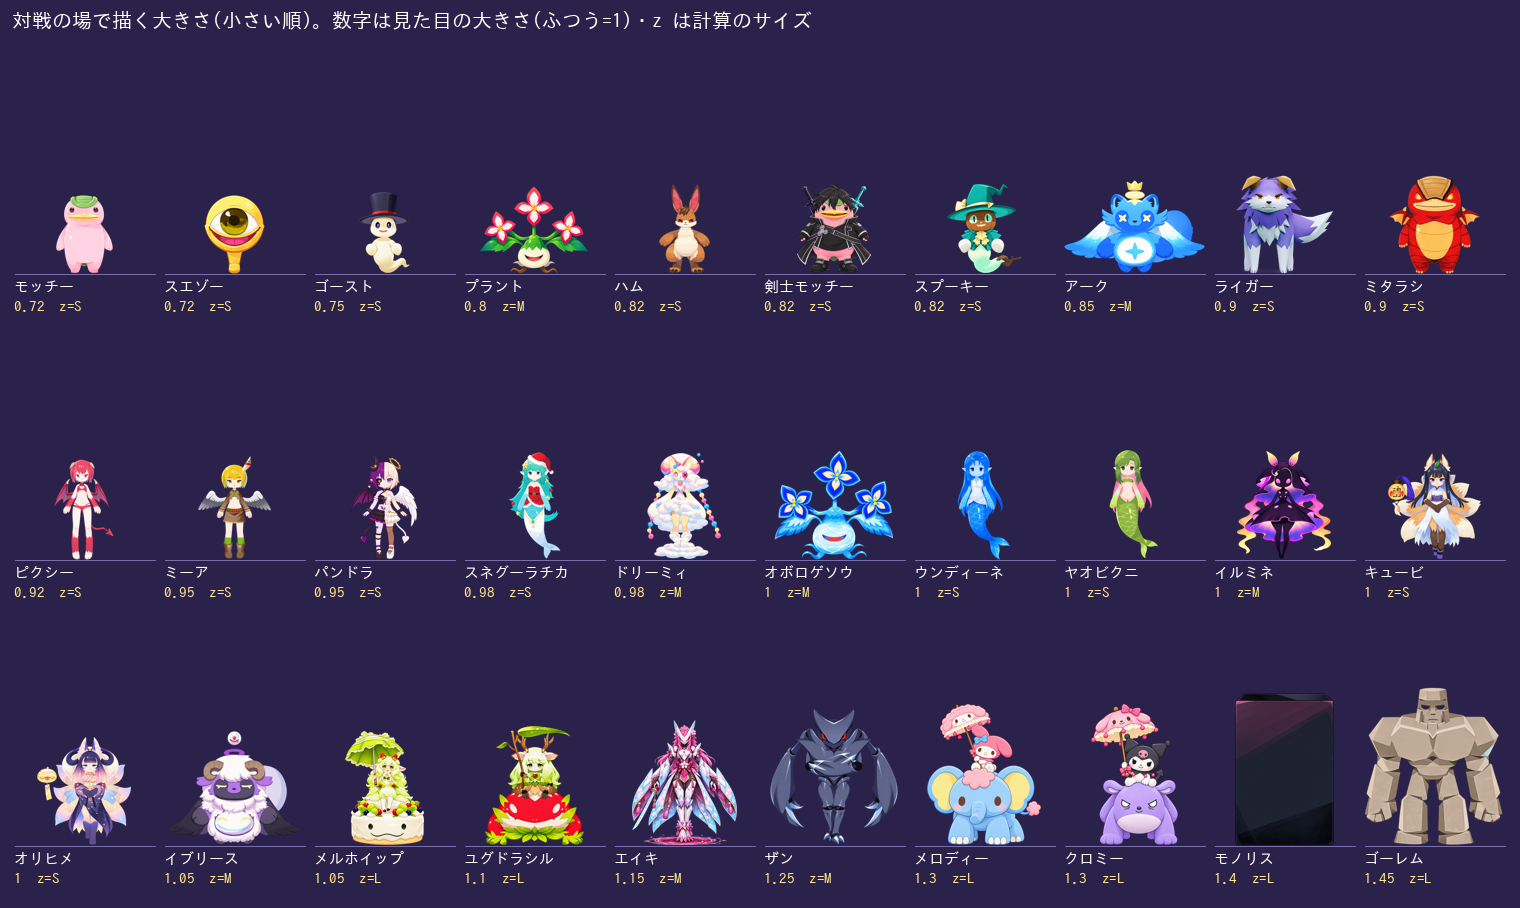 対戦の場で描く大きさ(小さい順)。数字は見た目の大きさ(ふつう=1)・z は計算のサイズ
モッチー
0.72 z=S
スエゾー
0.72 z=S
ゴースト
0.75 z=S
プラント
0.8 z=M
ハム
0.82 z=S
剣士モッチー
0.82 z=S
スプーキー
0.82 z=S
アーク
0.85 z=M
ライガー
0.9 z=S
ミタラシ
0.9 z=S
ピクシー
0.92 z=S
ミーア
0.95 z=S
パンドラ
0.95 z=S
スネグーラチカ
0.98 z=S
ドリーミィ
0.98 z=M
オボロゲソウ
1 z=M
ウンディーネ
1 z=S
ヤオビクニ
1 z=S
イルミネ
1 z=M
キュービ
1 z=S
オリヒメ
1 z=S
イブリース
1.05 z=M
メルホイップ
1.05 z=L
ユグドラシル
1.1 z=L
エイキ
1.15 z=M
ザン
1.25 z=M
メロディー
1.3 z=L
クロミー
1.3 z=L
モノリス
1.4 z=L
ゴーレム
1.45 z=L